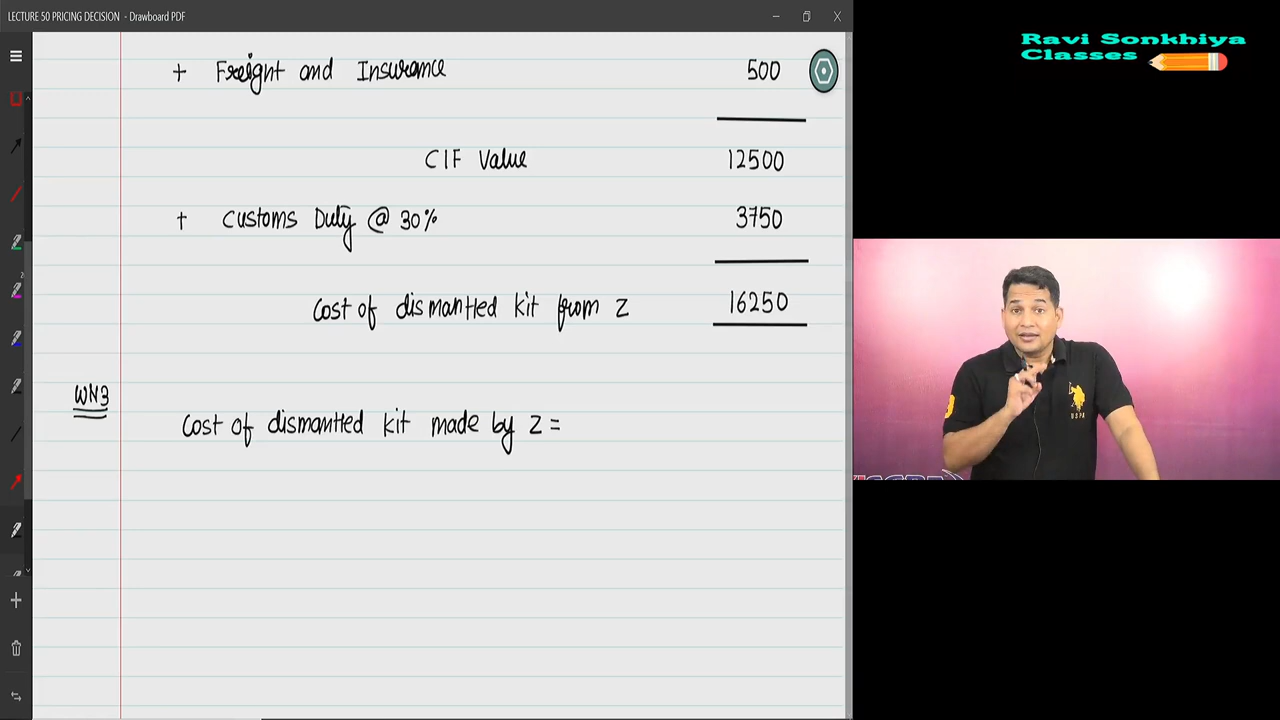 LECTURE 50 PRICING DECISION - Drawboard PDF
Ravi Sonkhiya
Classes
+ Freight and Insurance 500
CIF Value 12500
+ Customs Duty @ 30% 3750
Cost of dismantled kit from Z 16250
WN3
Cost of dismantled kit made by Z =